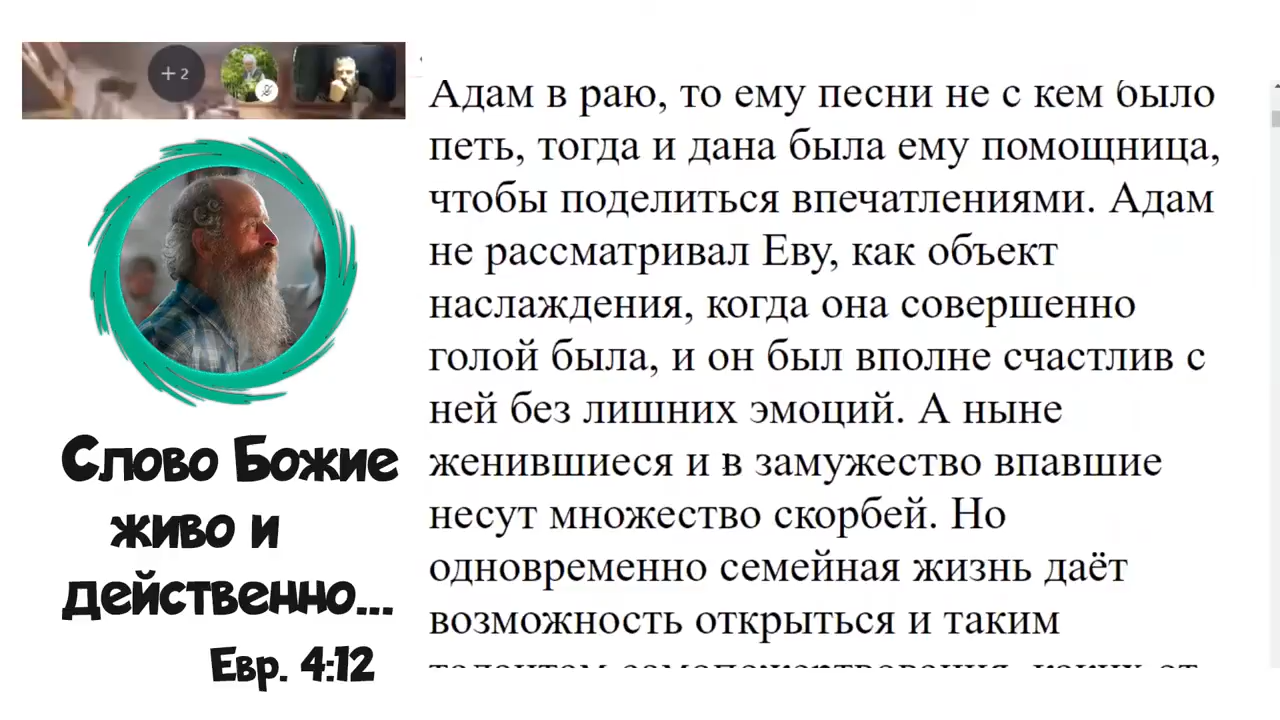 +2
Адам в раю, то ему песни не с кем было
петь, тогда и дана была ему помощница,
чтобы поделиться впечатлениями. Адам
не рассматривал Еву, как объект
наслаждения, когда она совершенно
голой была, и он был вполне счастлив с
ней без лишних эмоций. А ныне
женившиеся и в замужество впавшие
несут множество скорбей. Но
одновременно семейная жизнь даёт
возможность открыться и таким
Слово Божие
живо и
действенно...
Евр. 4:12